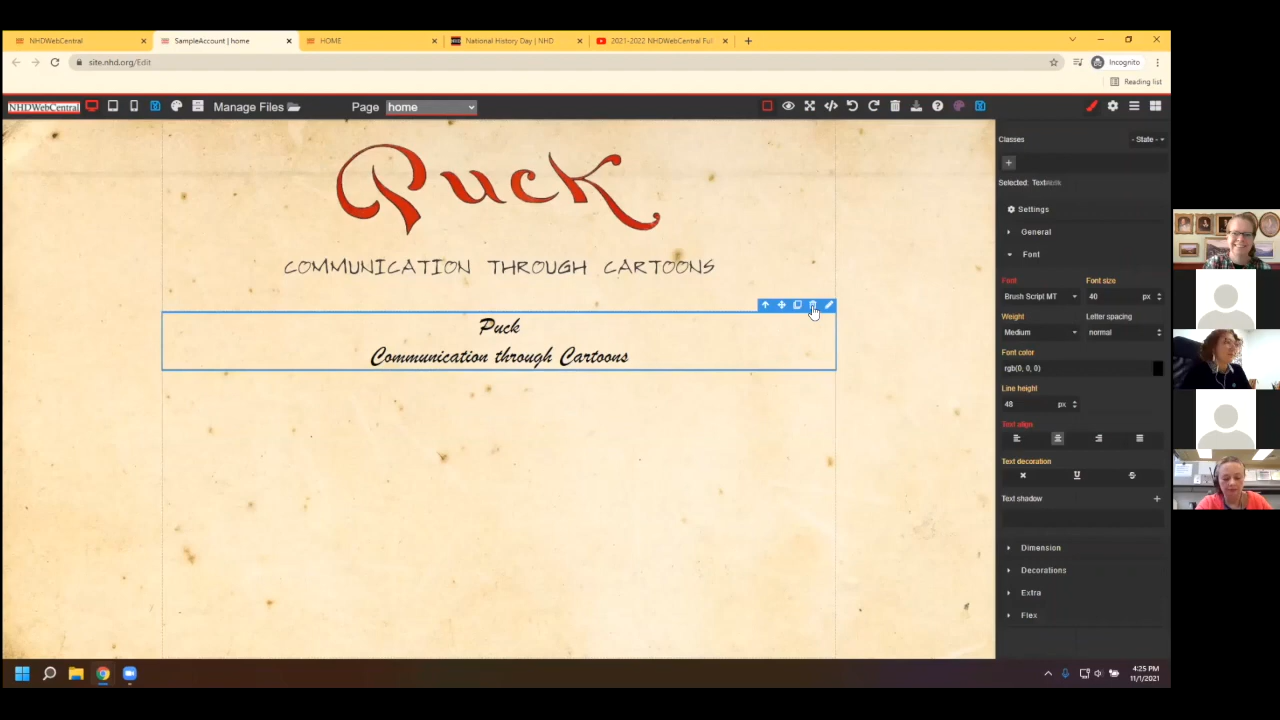 NHDWebCentral
SampleAccount | home
HOME
National History Day | NHD
2021-2022 NHDWebCentral Full
site.nhd.org/Edit
Incognito
Reading list
NHDWebCentral
Manage Files
Page
home
Classes
- State -
Selected: Text
Settings
General
Font
Font
Font size
Brush Script MT
40
px
Weight
Letter spacing
Medium
normal
Font color
rgb(0, 0, 0)
Line height
48
px
Text align
Text decoration
Text shadow
Dimension
Decorations
Extra
Flex
Puck
COMMUNICATION THROUGH CARTOONS
Puck
Communication through Cartoons
4:25 PM
11/1/2021